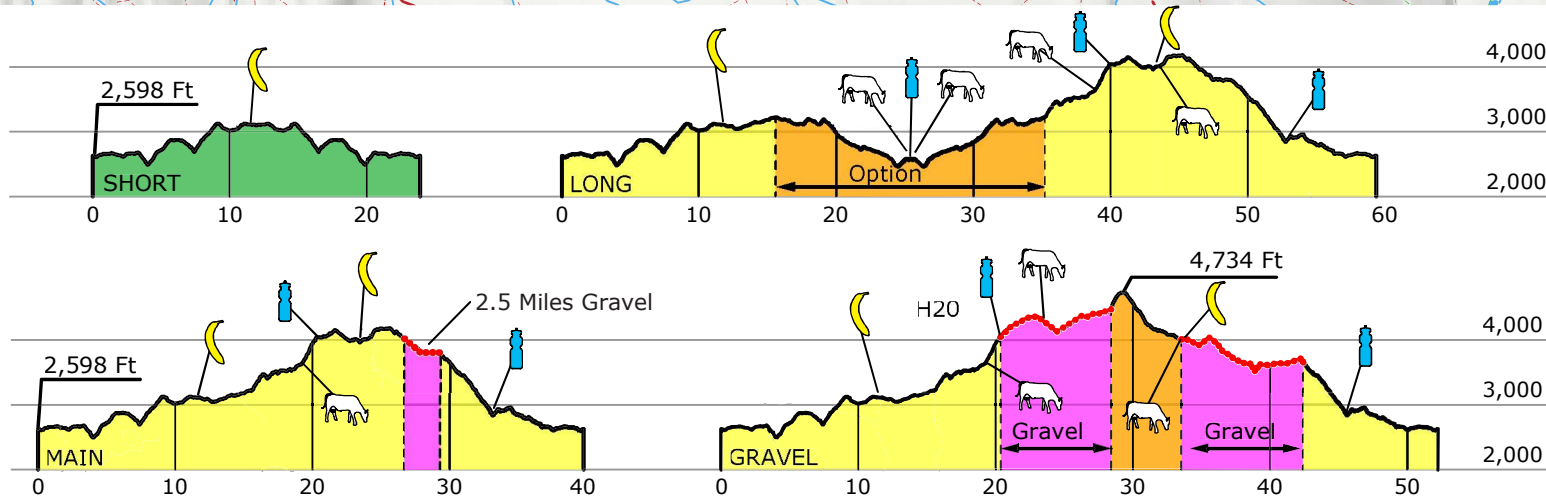 2,598 Ft
SHORT
0 10 20
4,000
3,000
2,000
LONG
Option
0 10 20 30 40 50 60
2,598 Ft
2.5 Miles Gravel
MAIN
0 10 20 30 40
H20
4,734 Ft
4,000
3,000
2,000
Gravel
Gravel
GRAVEL
0 10 20 30 40 50